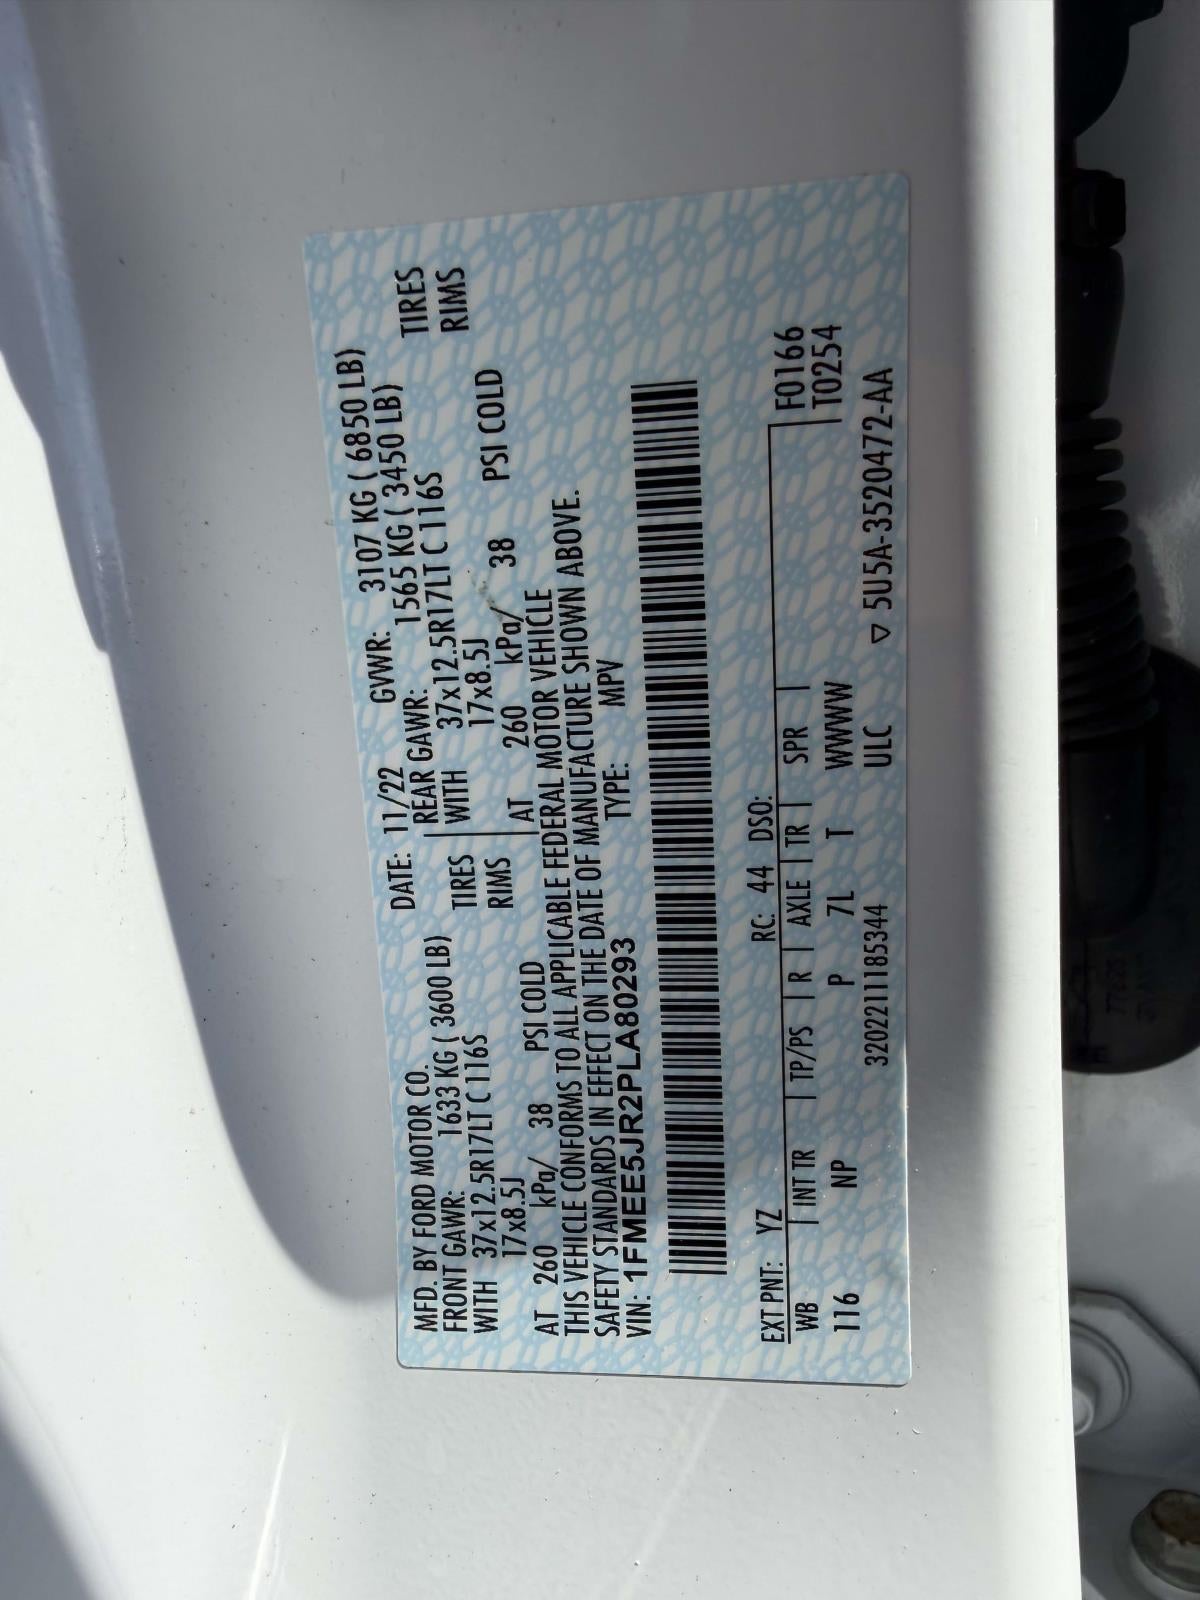 MFD. BY FORD MOTOR CO. DATE: 11/22 GVWR: 3107 KG ( 6850 LB)
FRONT GAWR: 1633 KG ( 3600 LB) REAR GAWR: 1565 KG ( 3450 LB)
WITH 37x12.5R17LT C 116S TIRES WITH 37x12.5R17LT C 116S TIRES
17x8.5J RIMS 17x8.5J RIMS
AT 260 kPa/ 38 PSI COLD AT 260 kPa/ 38 PSI COLD
THIS VEHICLE CONFORMS TO ALL APPLICABLE FEDERAL MOTOR VEHICLE
SAFETY STANDARDS IN EFFECT ON THE DATE OF MANUFACTURE SHOWN ABOVE.
VIN: 1FMEE5JR2PLA80293 TYPE: MPV
EXT PNT: YZ RC: 44 DSO: F0166
WB INT TR TP/PS R AXLE TR SPR T0254
116 NP P 7L T WWWW
3202211185344 ULC ▽ 5U5A-3520472-AA